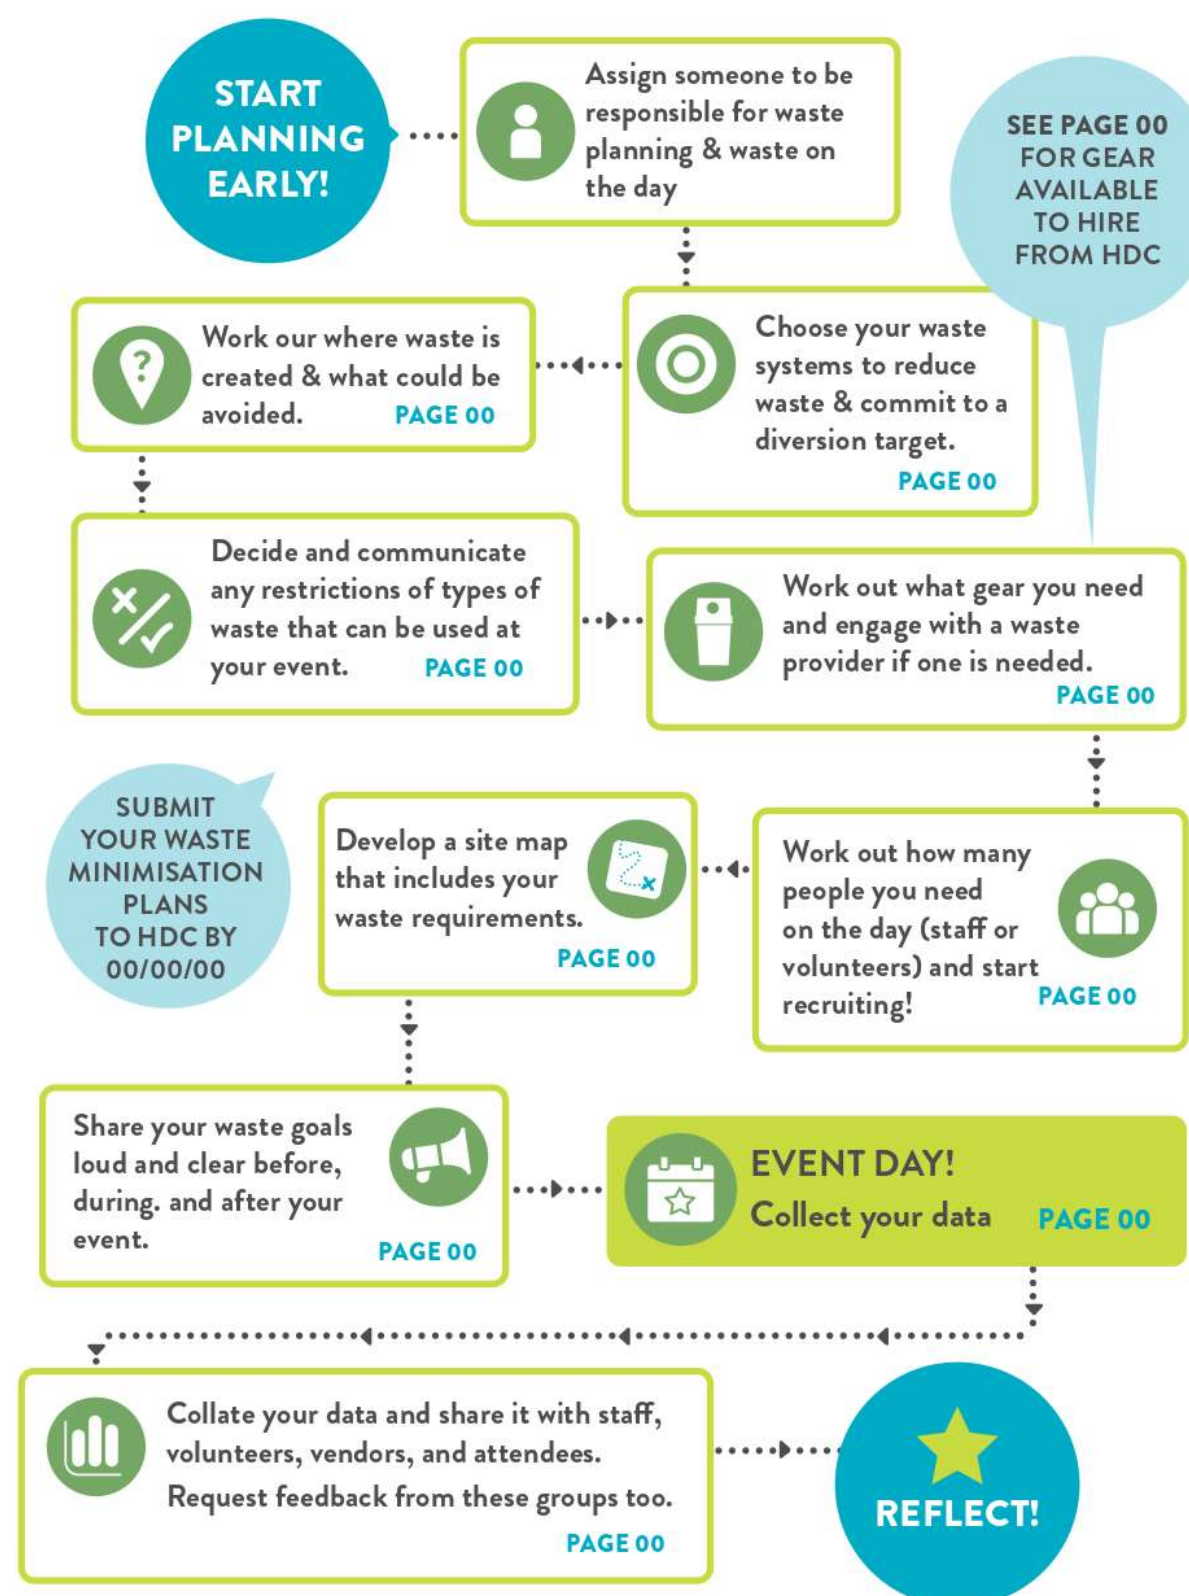 START
PLANNING
EARLY!
Assign someone to be
responsible for waste
planning & waste on
the day
SEE PAGE 00
FOR GEAR
AVAILABLE
TO HIRE
FROM HDC
Choose your waste
systems to reduce
waste & commit to a
diversion target.
PAGE 00
Work our where waste is
created & what could be
avoided. PAGE 00
?
Decide and communicate
any restrictions of types of
waste that can be used at
your event. PAGE 00
Work out what gear you need
and engage with a waste
provider if one is needed.
PAGE 00
Work out how many
people you need
on the day (staff or
volunteers) and start
recruiting! PAGE 00
Develop a site map
that includes your
waste requirements.
PAGE 00
SUBMIT
YOUR WASTE
MINIMISATION
PLANS
TO HDC BY
00/00/00
Share your waste goals
loud and clear before,
during. and after your
event. PAGE 00
EVENT DAY!
Collect your data PAGE 00
Collate your data and share it with staff,
volunteers, vendors, and attendees.
Request feedback from these groups too.
PAGE 00
REFLECT!